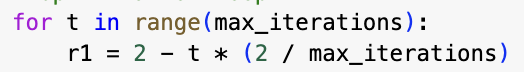 for t in range(max_iterations):
    r1 = 2 - t * (2 / max_iterations)